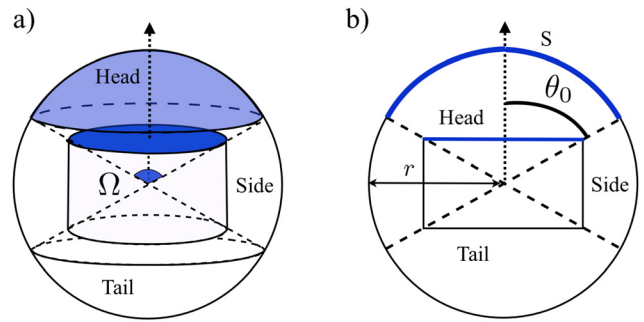 a)
Head
Ω
Side
Tail
b)
S
θ₀
Head
r
Side
Tail